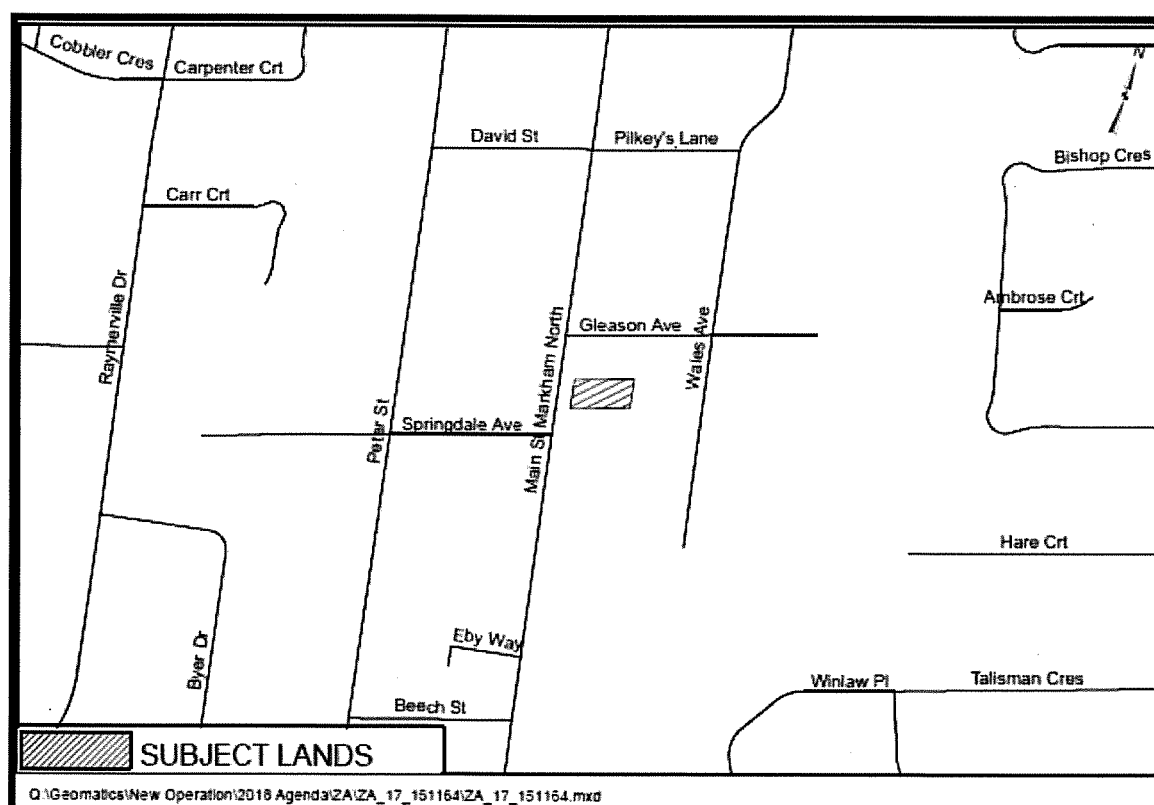 Cobbler Cres
Carpenter Crt
N
David St
Pilkey's Lane
Bishop Cres
Carr Crt
Raymerville Dr
Ambrose Crt
Gleason Ave
Wales Ave
Main St Markham North
Peter St
Springdale Ave
Hare Crt
Byer Dr
Eby Way
Winlaw Pl
Talisman Cres
Beech St
SUBJECT LANDS
Q:\Geomatics\New Operation\2018 Agenda\ZA\ZA_17_151164\ZA_17_151164.mxd